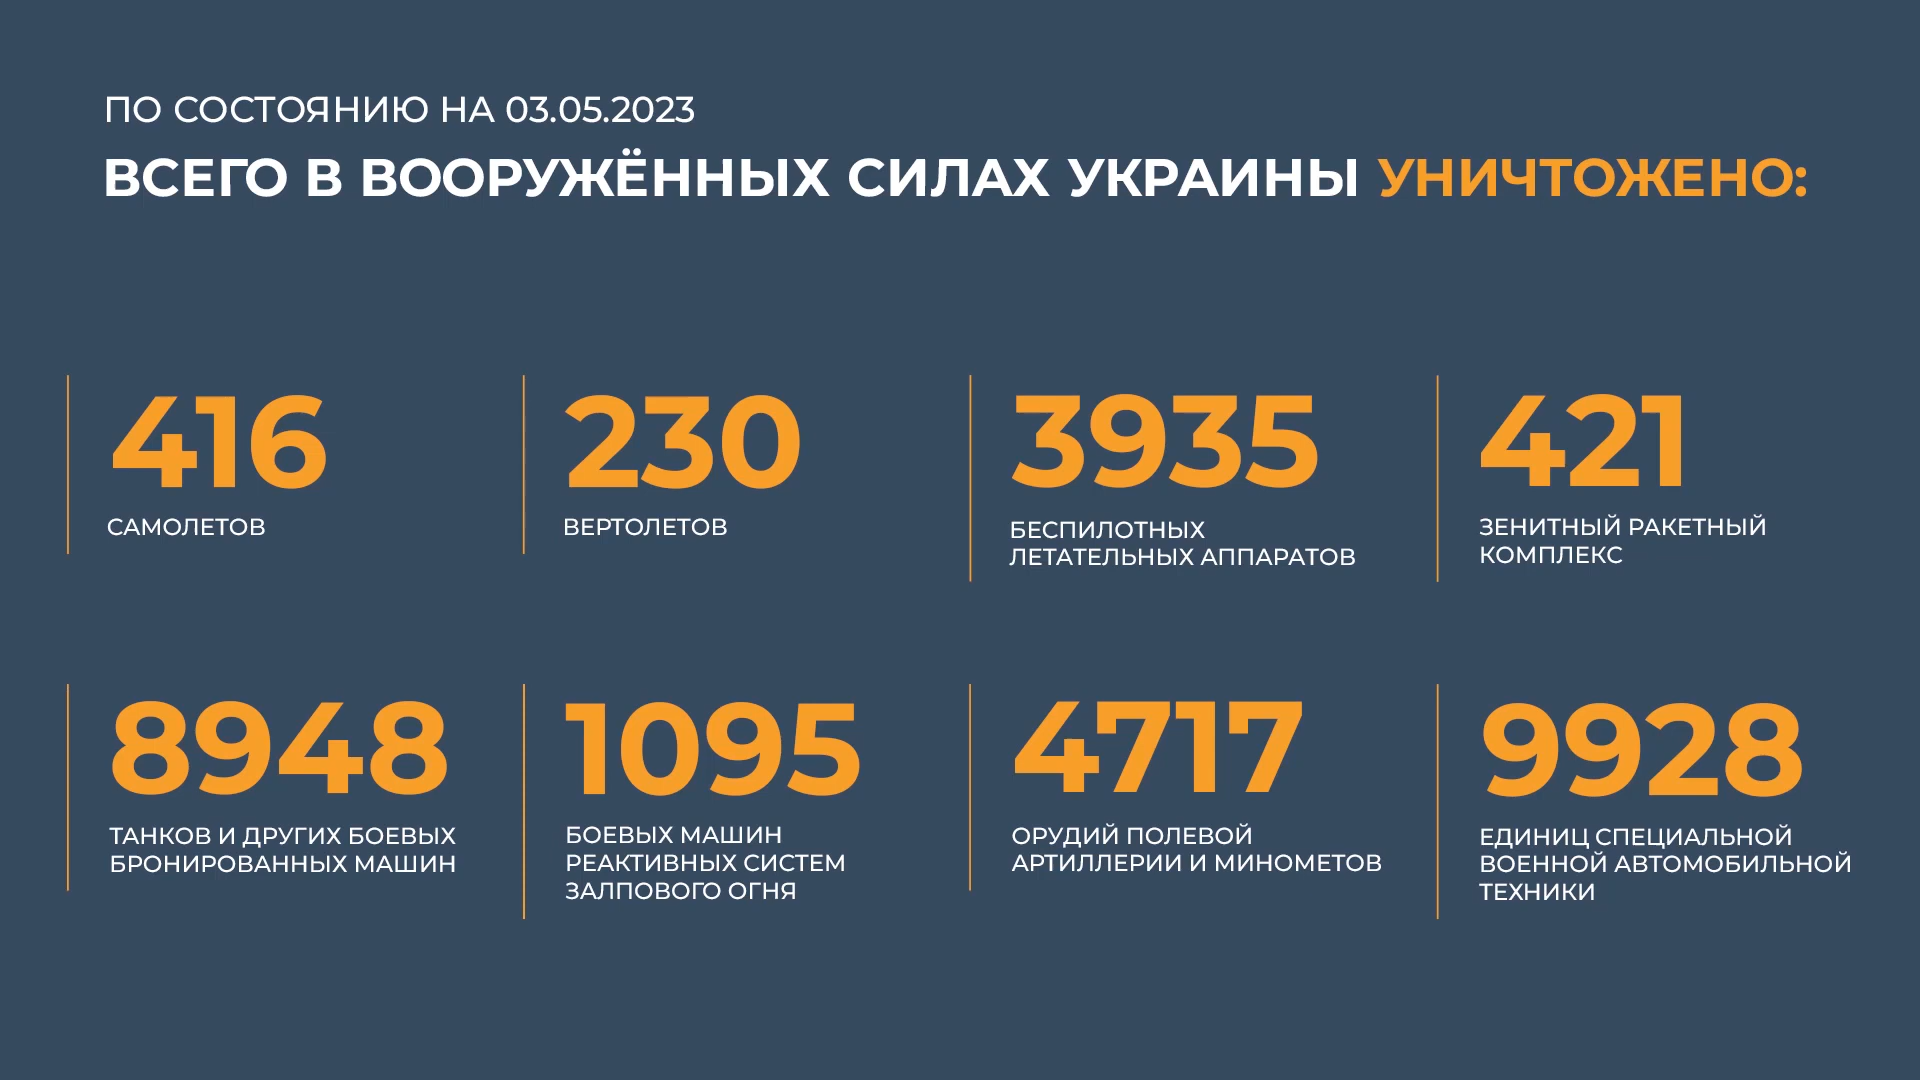 ПО СОСТОЯНИЮ НА 03.05.2023
ВСЕГО В ВООРУЖЁННЫХ СИЛАХ УКРАИНЫ УНИЧТОЖЕНО:
416
САМОЛЕТОВ
230
ВЕРТОЛЕТОВ
3935
БЕСПИЛОТНЫХ
ЛЕТАТЕЛЬНЫХ АППАРАТОВ
421
ЗЕНИТНЫЙ РАКЕТНЫЙ
КОМПЛЕКС
8948
ТАНКОВ И ДРУГИХ БОЕВЫХ
БРОНИРОВАННЫХ МАШИН
1095
БОЕВЫХ МАШИН
РЕАКТИВНЫХ СИСТЕМ
ЗАЛПОВОГО ОГНЯ
4717
ОРУДИЙ ПОЛЕВОЙ
АРТИЛЛЕРИИ И МИНОМЕТОВ
9928
ЕДИНИЦ СПЕЦИАЛЬНОЙ
ВОЕННОЙ АВТОМОБИЛЬНОЙ
ТЕХНИКИ